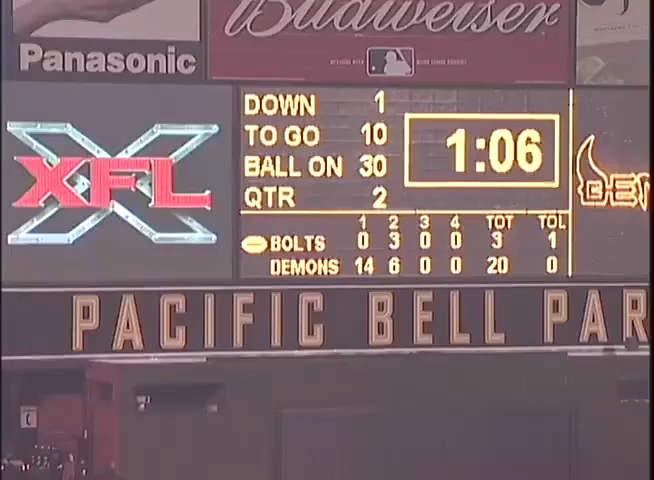 Panasonic
Budweiser
XFL
DOWN 1
TO GO 10
BALL ON 30
QTR 2
1:06
1 2 3 4 TOT TOL
BOLTS 0 3 0 0 3 1
DEMONS 14 6 0 0 20 0
PACIFIC BELL PAR